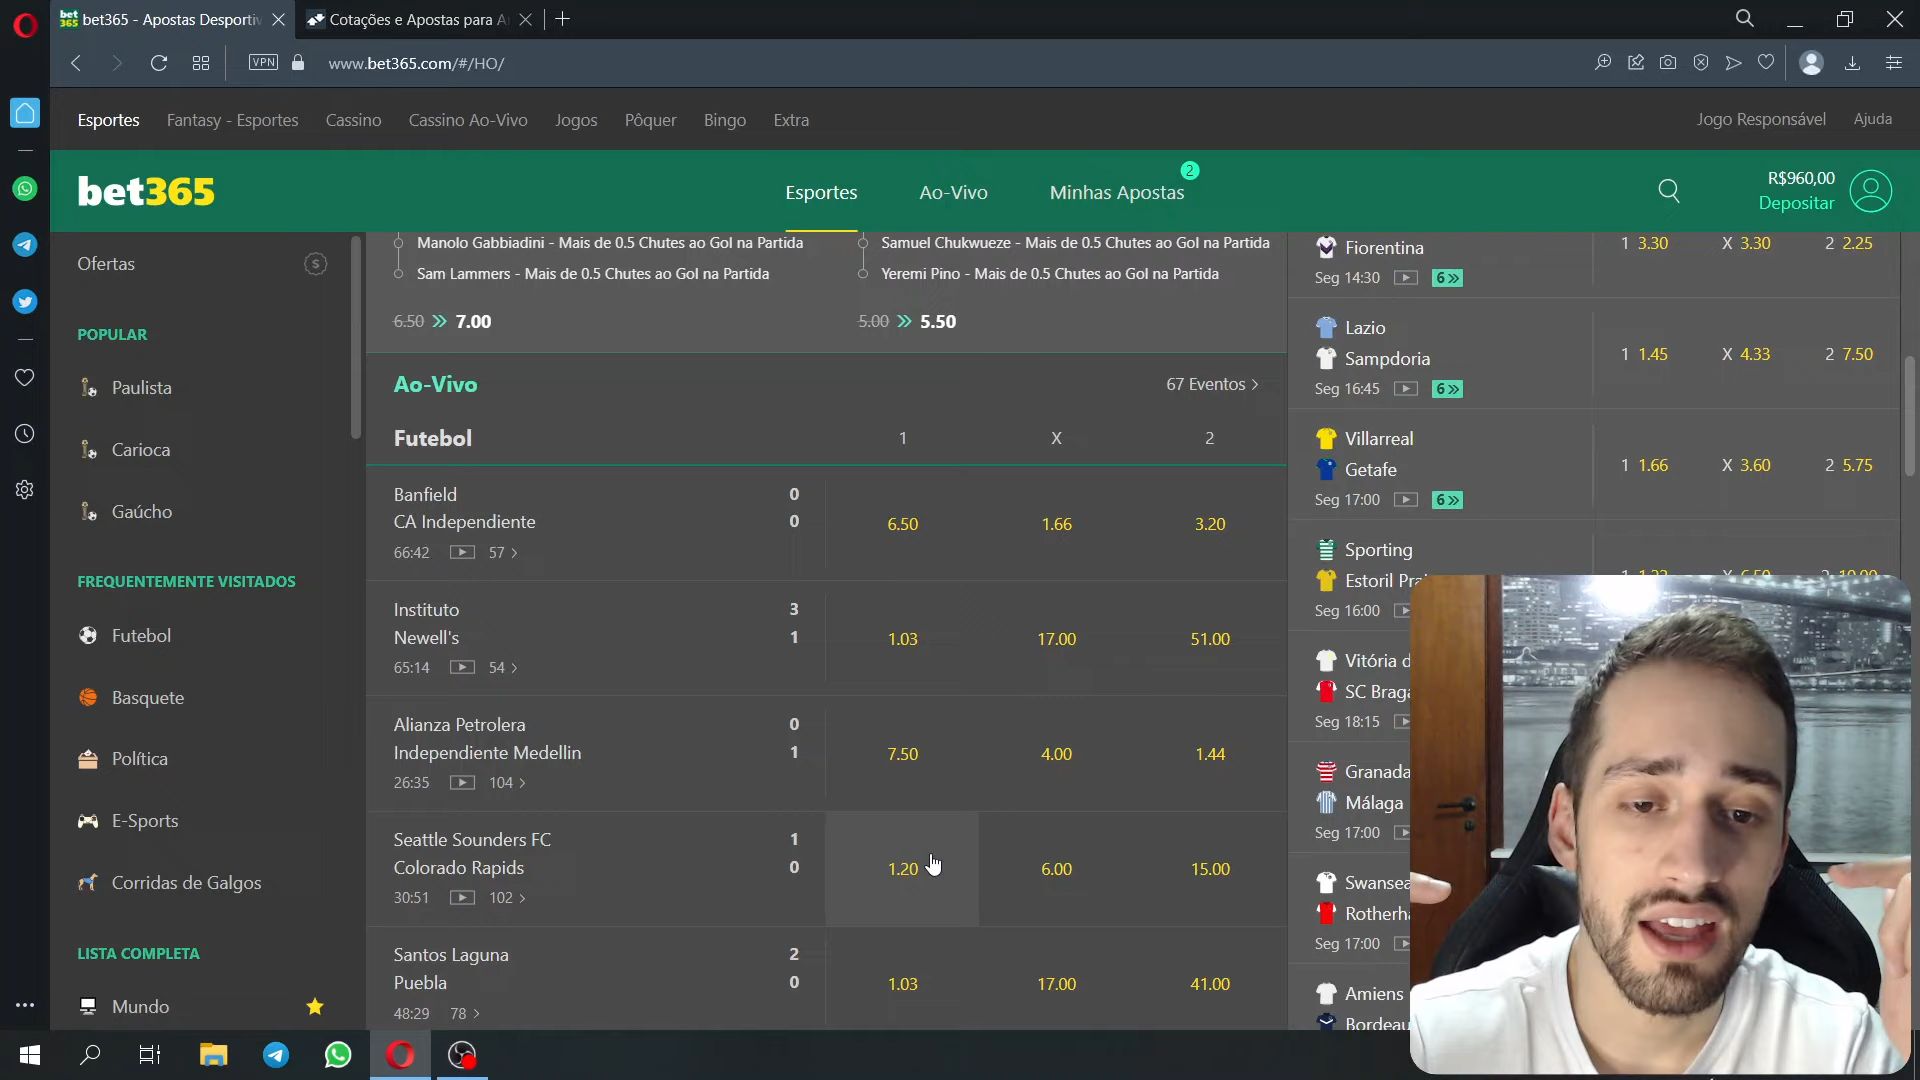 bet365 - Apostas Desportiv
Cotações e Apostas para A
VPN
www.bet365.com/#/HO/
Esportes
Fantasy - Esportes
Cassino
Cassino Ao-Vivo
Jogos
Pôquer
Bingo
Extra
Jogo Responsável
Ajuda
bet365
Esportes
Ao-Vivo
Minhas Apostas
2
R$960,00
Depositar
Ofertas
POPULAR
Paulista
Carioca
Gaúcho
FREQUENTEMENTE VISITADOS
Futebol
Basquete
Política
E-Sports
Corridas de Galgos
LISTA COMPLETA
Mundo
Manolo Gabbiadini - Mais de 0.5 Chutes ao Gol na Partida
Sam Lammers - Mais de 0.5 Chutes ao Gol na Partida
6.50 » 7.00
Samuel Chukwueze - Mais de 0.5 Chutes ao Gol na Partida
Yeremi Pino - Mais de 0.5 Chutes ao Gol na Partida
5.00 » 5.50
Ao-Vivo
67 Eventos >
Futebol 1 X 2
Banfield 0
CA Independiente 0
6.50 1.66 3.20
66:42 57 >
Instituto 3
Newell's 1
1.03 17.00 51.00
65:14 54 >
Alianza Petrolera 0
Independiente Medellin 1
7.50 4.00 1.44
26:35 104 >
Seattle Sounders FC 1
Colorado Rapids 0
1.20 6.00 15.00
30:51 102 >
Santos Laguna 2
Puebla 0
1.03 17.00 41.00
48:29 78 >
Fiorentina
1 3.30 X 3.30 2 2.25
Seg 14:30 6»
Lazio
Sampdoria
1 1.45 X 4.33 2 7.50
Seg 16:45 6»
Villarreal
Getafe
1 1.66 X 3.60 2 5.75
Seg 17:00 6»
Sporting
Estoril Pra
Seg 16:00
Vitória d
SC Braga
Seg 18:15
Granada
Málaga
Seg 17:00
Swansea
Rotherha
Seg 17:00
Amiens
Bordeau